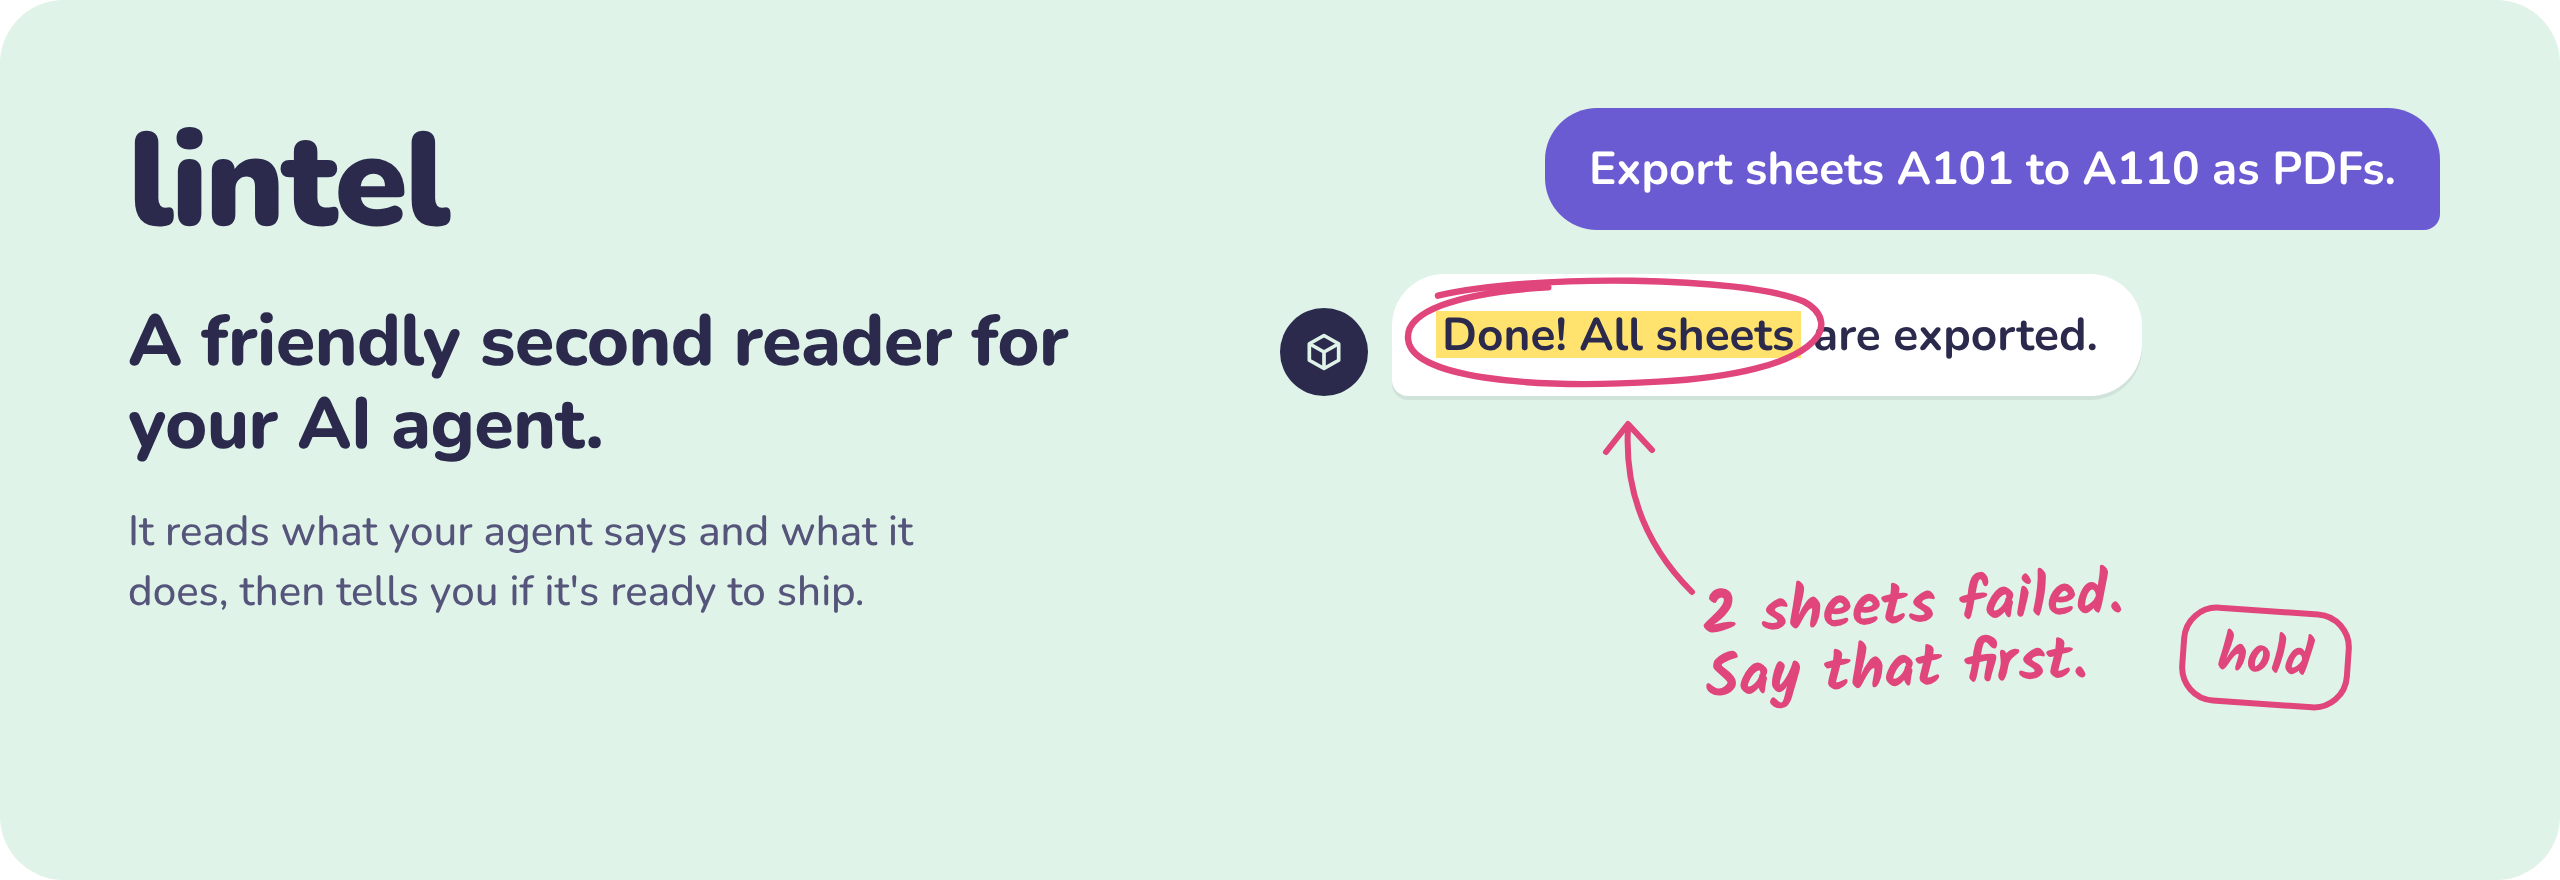 lintel
A friendly second reader for
your AI agent.
It reads what your agent says and what it
does, then tells you if it's ready to ship.
Export sheets A101 to A110 as PDFs.
Done! All sheets are exported.
2 sheets failed.
Say that first.
hold